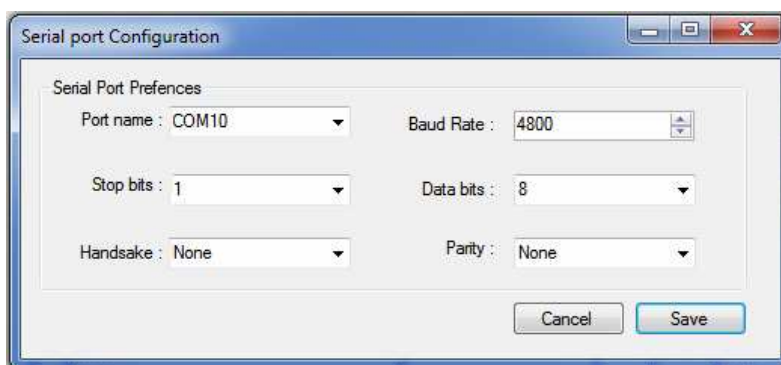 Serial port Configuration
Serial Port Prefences
Port name : COM10 Baud Rate : 4800
Stop bits : 1 Data bits : 8
Handsake : None Parity : None
Cancel Save